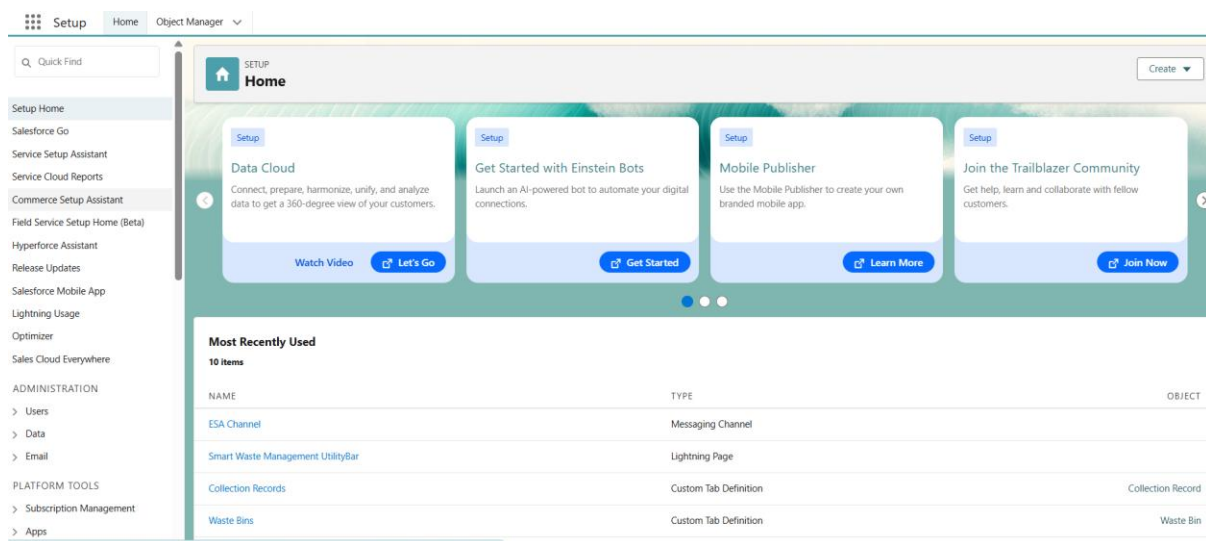 Setup Home Object Manager
Quick Find
Setup Home
Salesforce Go
Service Setup Assistant
Service Cloud Reports
Commerce Setup Assistant
Field Service Setup Home (Beta)
Hyperforce Assistant
Release Updates
Salesforce Mobile App
Lightning Usage
Optimizer
Sales Cloud Everywhere
ADMINISTRATION
Users
Data
Email
PLATFORM TOOLS
Subscription Management
Apps
SETUP
Home
Create
Setup
Data Cloud
Connect, prepare, harmonize, unify, and analyze
data to get a 360-degree view of your customers.
Watch Video Let's Go
Setup
Get Started with Einstein Bots
Launch an AI-powered bot to automate your digital
connections.
Get Started
Setup
Mobile Publisher
Use the Mobile Publisher to create your own
branded mobile app.
Learn More
Setup
Join the Trailblazer Community
Get help, learn and collaborate with fellow
customers.
Join Now
Most Recently Used
10 items
NAME TYPE OBJECT
ESA Channel Messaging Channel
Smart Waste Management UtilityBar Lightning Page
Collection Records Custom Tab Definition Collection Record
Waste Bins Custom Tab Definition Waste Bin